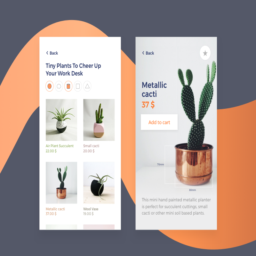 Back
Tiny Plants To Cheer Up
Your Work Desk
Air Plant Succulent
Small cacti
Metallic cacti
Back
Metallic
cacti
37 $
Add to cart
The mini hand painted metallic planter
is perfect for succulent cuttings, small
cacti or other mini soil based plants.